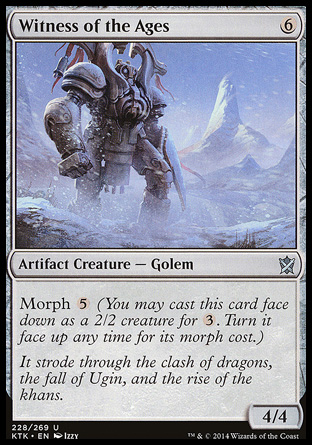 Witness of the Ages 6
Artifact Creature — Golem
Morph 5 (You may cast this card face
down as a 2/2 creature for 3. Turn it
face up any time for its morph cost.)
It strode through the clash of dragons,
the fall of Ugin, and the rise of the
khans.
4/4
228/269 U
KTK • EN Izzy ™ & © 2014 Wizards of the Coast